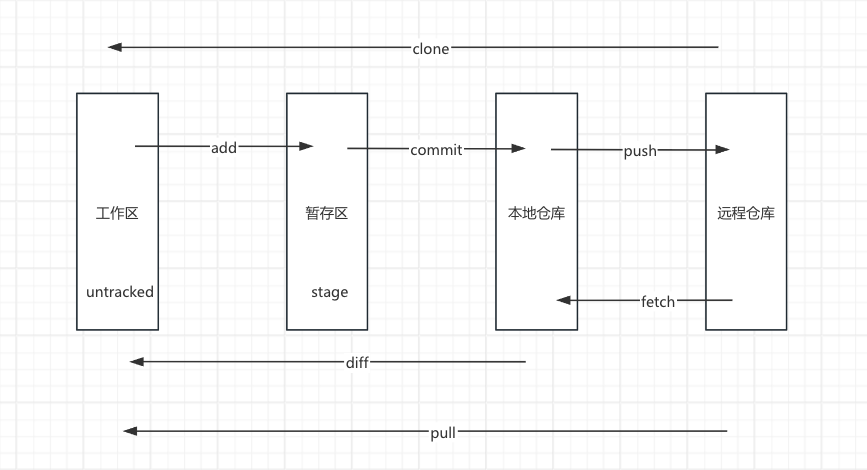 clone
add
commit
push
工作区
暂存区
本地仓库
远程仓库
untracked
stage
fetch
diff
pull